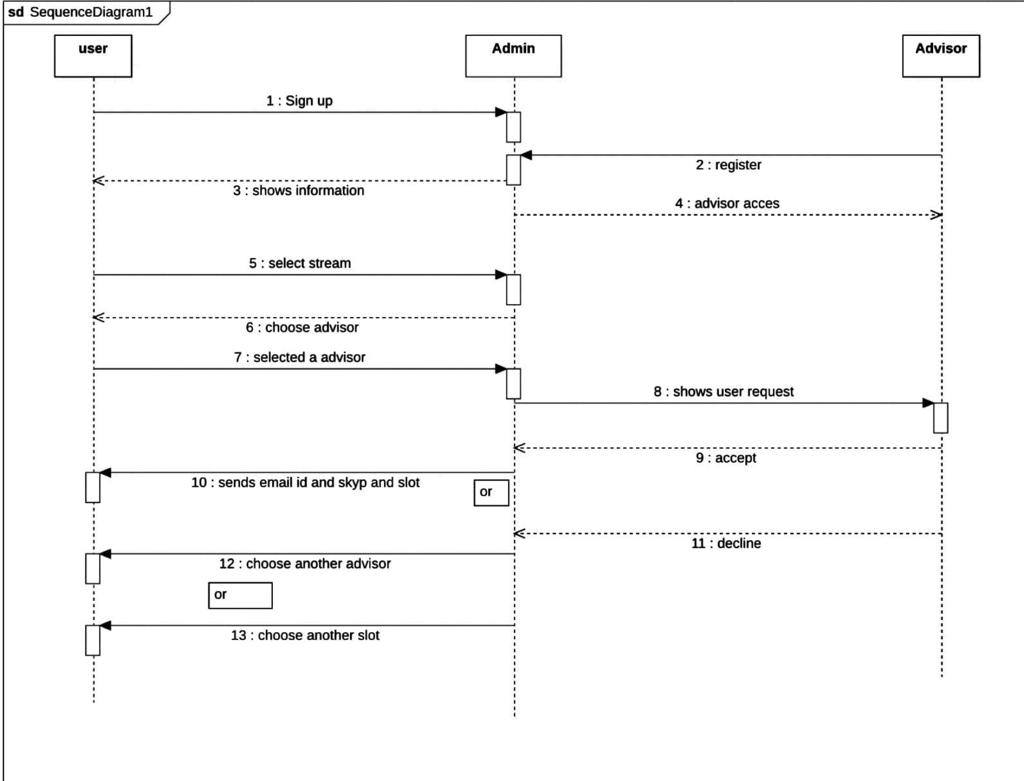 sd SequenceDiagram1
user
Admin
Advisor
1 : Sign up
2 : register
3 : shows information
4 : advisor acces
5 : select stream
6 : choose advisor
7 : selected a advisor
8 : shows user request
9 : accept
10 : sends email id and skyp and slot
or
11 : decline
12 : choose another advisor
or
13 : choose another slot